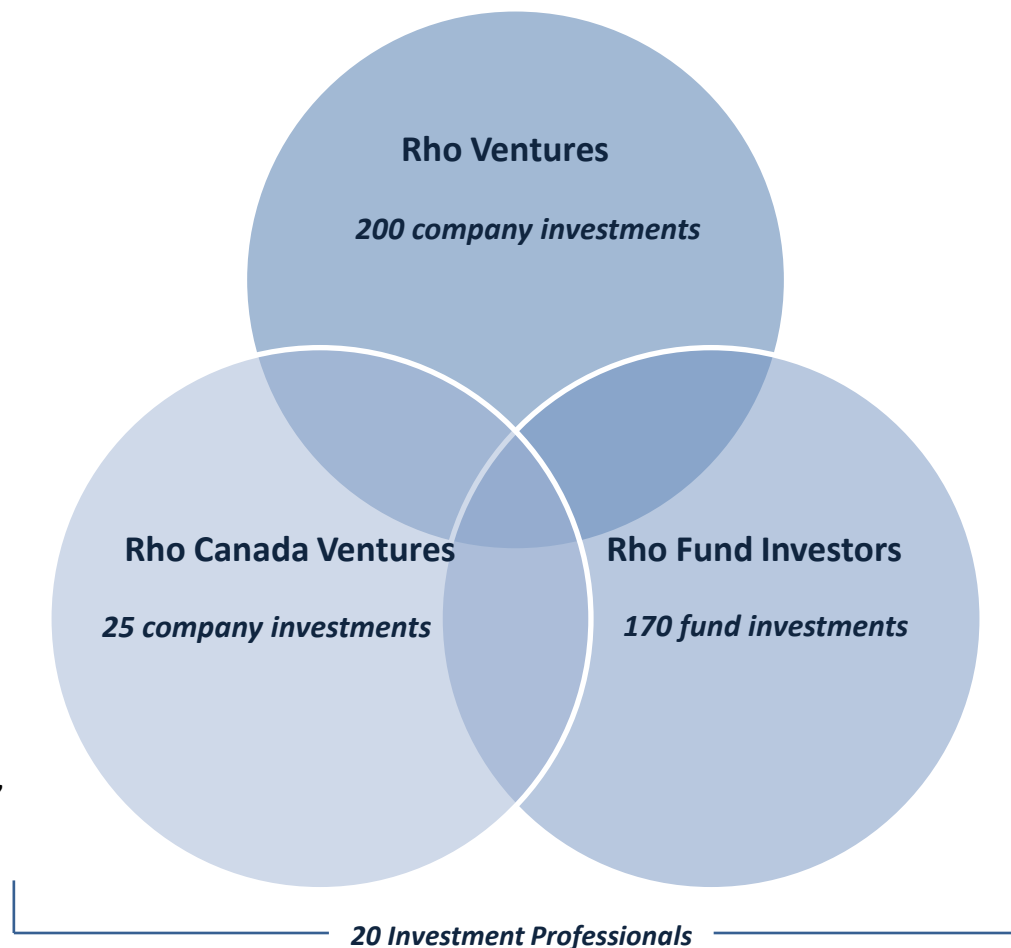 Rho Ventures
200 company investments
Rho Canada Ventures
25 company investments
Rho Fund Investors
170 fund investments
,
20 Investment Professionals